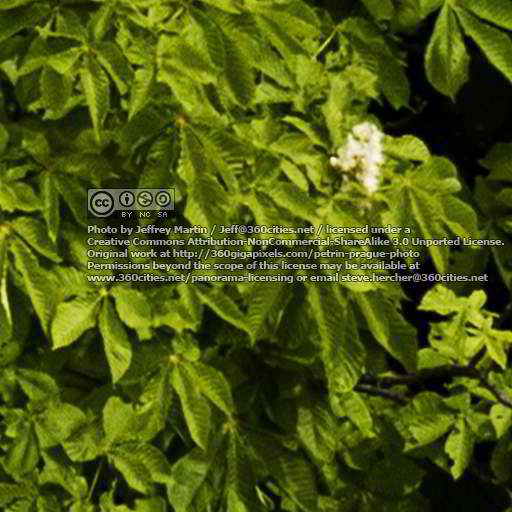 cc
BY NC SA
Photo by Jeffrey Martin / Jeff@360cities.net / licensed under a
Creative Commons Attribution-NonCommercial-ShareAlike 3.0 Unported License.
Original work at http://360gigapixels.com/petrin-prague-photo
Permissions beyond the scope of this license may be available at
www.360cities.net/panorama-licensing or email steve.hercher@360cities.net